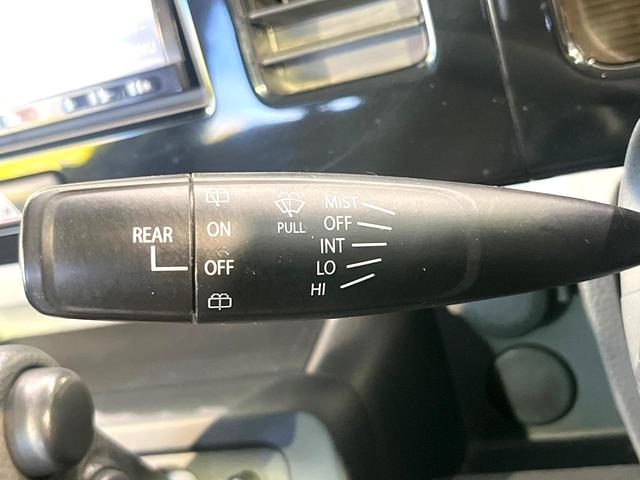 REAR
ON
OFF
PULL
MIST
OFF
INT
LO
HI